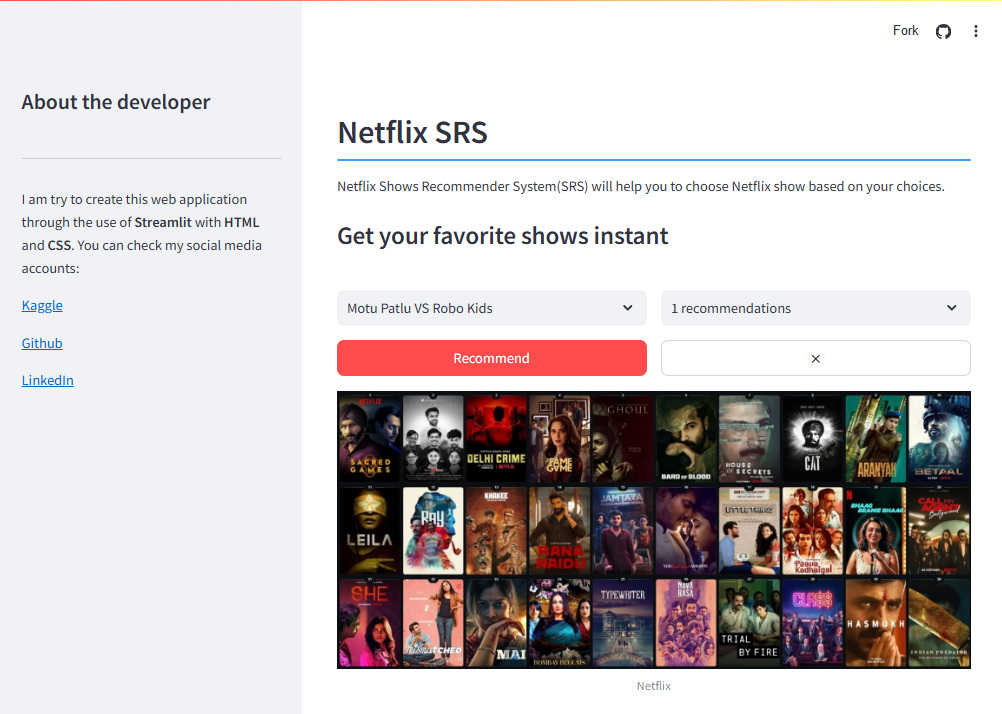 Fork
About the developer
I am try to create this web application
through the use of Streamlit with HTML
and CSS. You can check my social media
accounts:
Kaggle
Github
LinkedIn
Netflix SRS
Netflix Shows Recommender System(SRS) will help you to choose Netflix show based on your choices.
Get your favorite shows instant
Motu Patlu VS Robo Kids
1 recommendations
Recommend
×
SACRED
GAMES
DELHI CRIME
THE
FAME
GAME
GHOUL
BARD OF BLOOD
HOUSE
OF SECRETS
CAT
ARANYAK
BETAAL
LEILA
RAY
KHAKEE
RANA
NAIDU
JAMTARA
LITTLE THINGS
Paava
Kadhaigal
BHAAG
BEANIE BHAAG
CALL MY
AGENT
Bollywood
SHE
MISMATCHED
MAI
BOMBAY BEGUMS
TYPEWRITER
NAVA
RASA
TRIAL
BY FIRE
CLASS
HASMUKH
INDIAN PREDATOR
Netflix